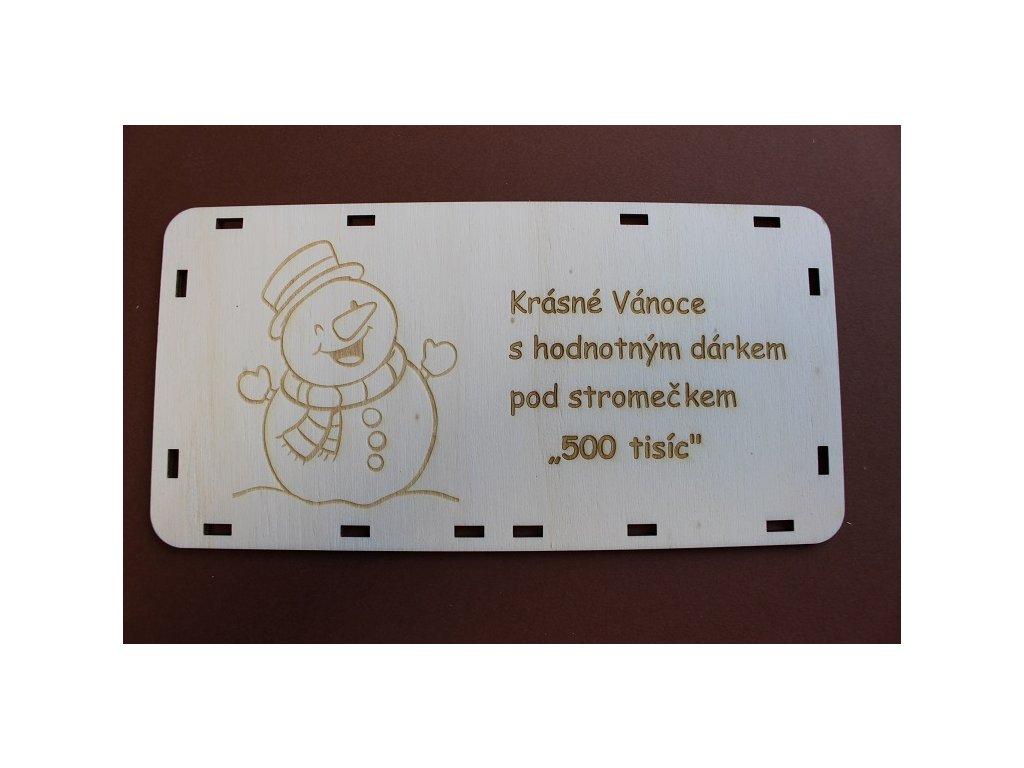 Krásné Vánoce
s hodnotným dárkem
pod stromečkem
„500 tisíc"